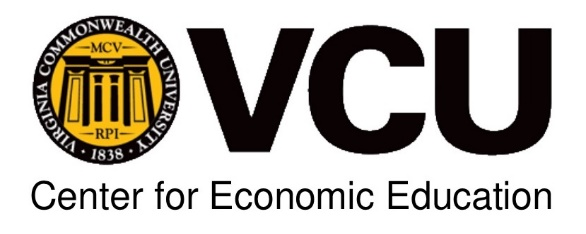 VIRGINIA COMMONWEALTH UNIVERSITY
MCV
RPI
· 1838 ·
VCU
Center for Economic Education